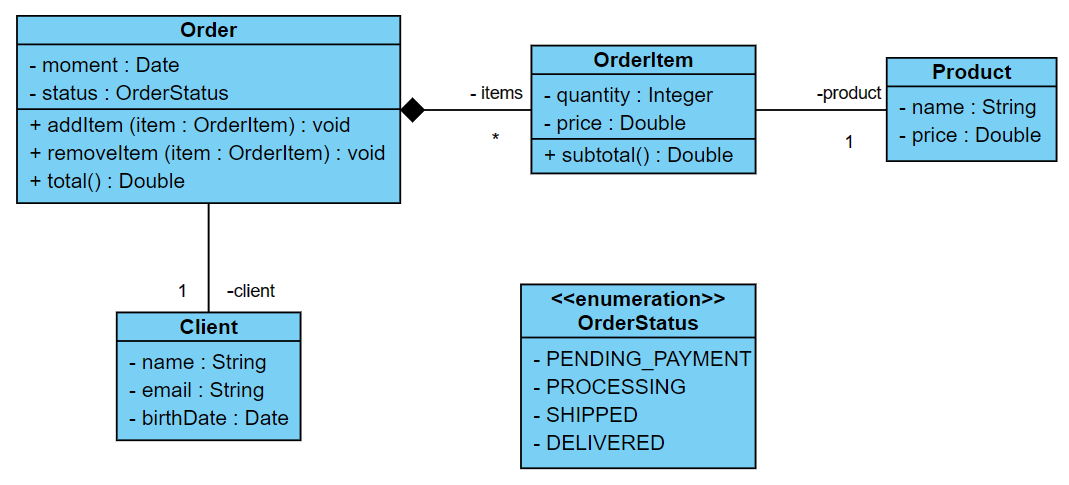 Order
- moment : Date
- status : OrderStatus
+ addItem (item : OrderItem) : void
+ removeItem (item : OrderItem) : void
+ total() : Double
- items
*
OrderItem
- quantity : Integer
- price : Double
+ subtotal() : Double
-product
1
Product
- name : String
- price : Double
1
-client
Client
- name : String
- email : String
- birthDate : Date
<<enumeration>>
OrderStatus
- PENDING_PAYMENT
- PROCESSING
- SHIPPED
- DELIVERED